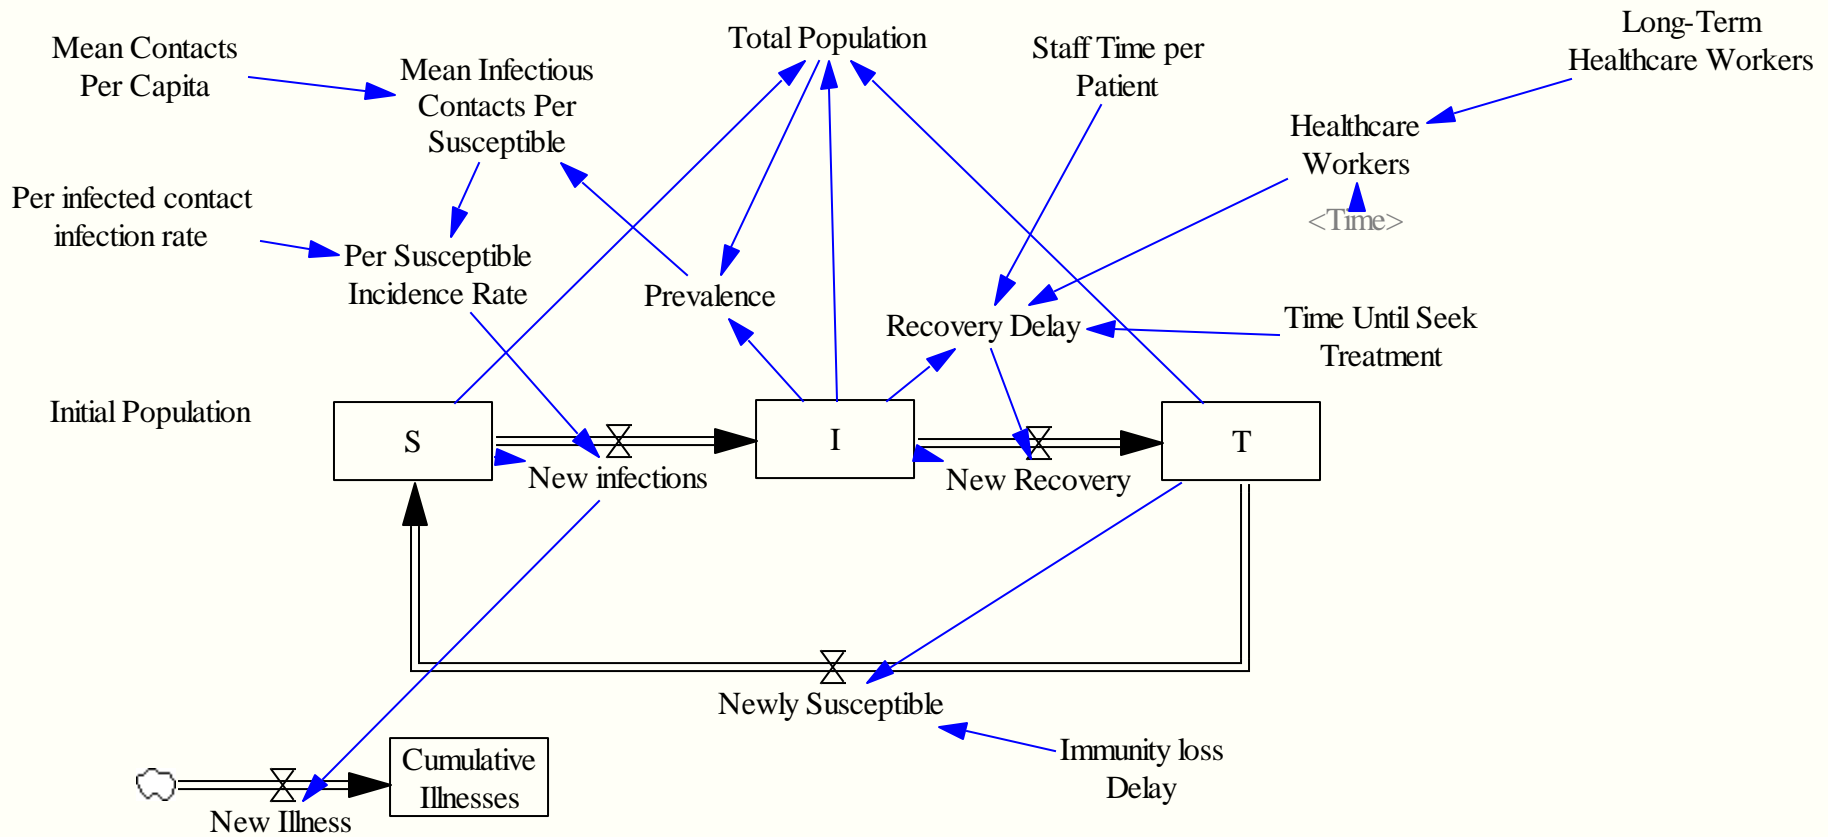 Mean Contacts
Per Capita
Mean Infectious
Contacts Per
Susceptible
Total Population
Staff Time per
Patient
Long-Term
Healthcare Workers
Healthcare
Workers
<Time>
Per infected contact
infection rate
Per Susceptible
Incidence Rate
Prevalence
Recovery Delay
Time Until Seek
Treatment
Initial Population
S
I
T
New infections
New Recovery
Newly Susceptible
Immunity loss
Delay
Cumulative
Illnesses
New Illness